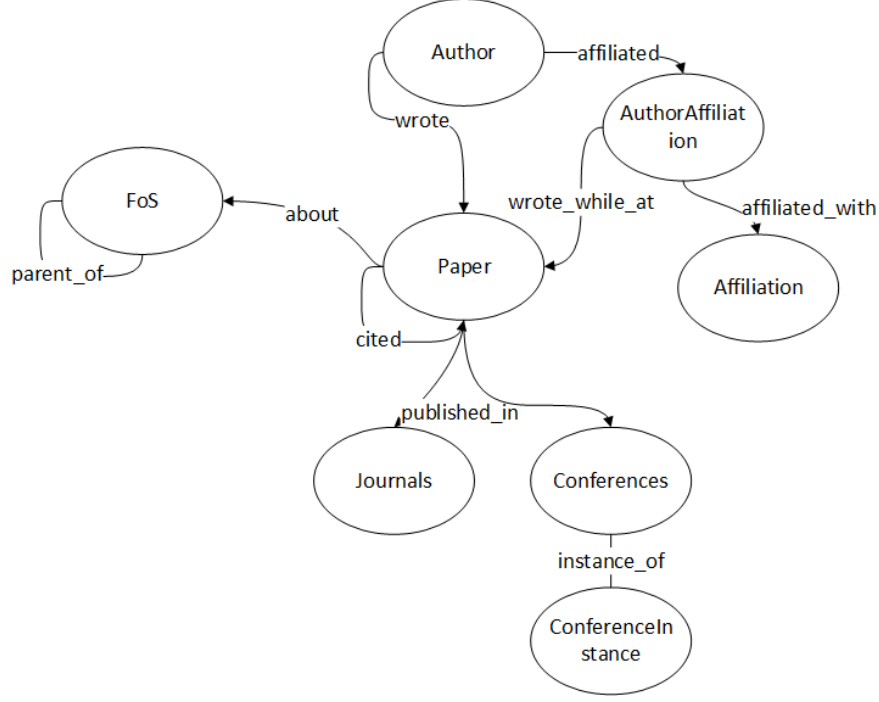 Author
affiliated
AuthorAffiliat
ion
wrote
FoS
about
wrote_while_at
affiliated_with
parent_of
Paper
Affiliation
cited
published_in
Journals
Conferences
instance_of
ConferenceIn
stance